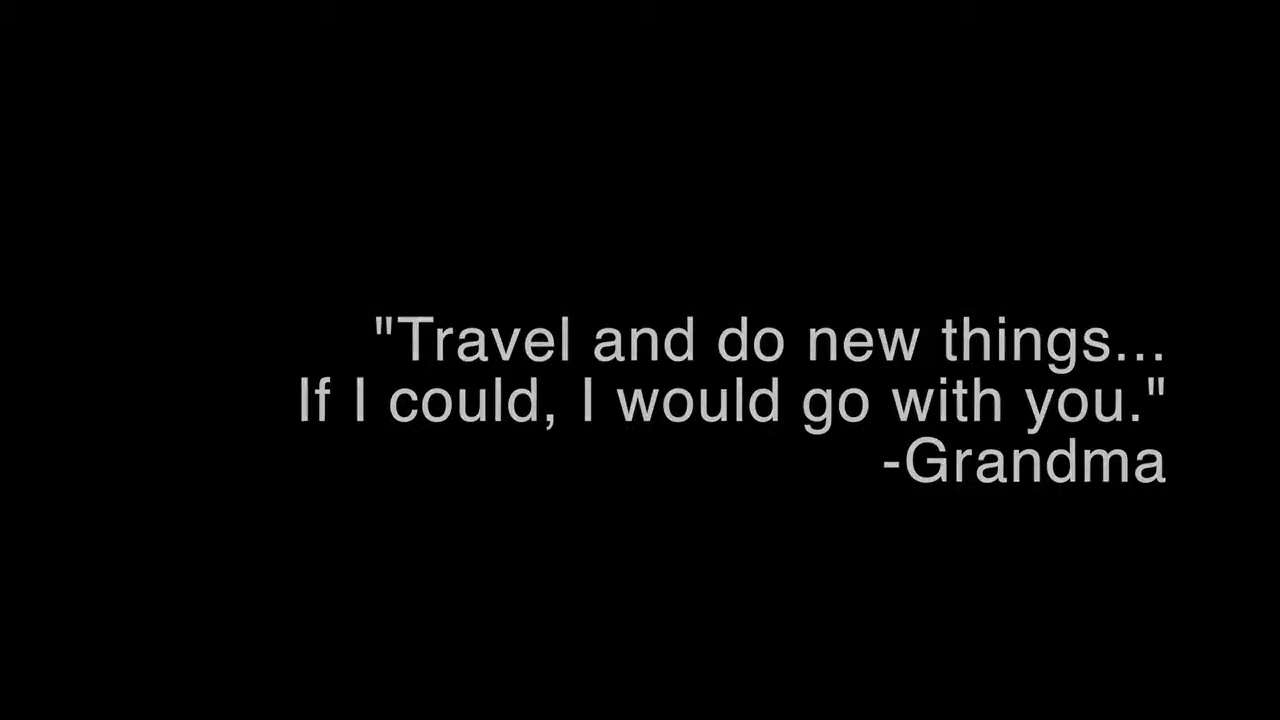 "Travel and do new things...
If I could, I would go with you."
-Grandma